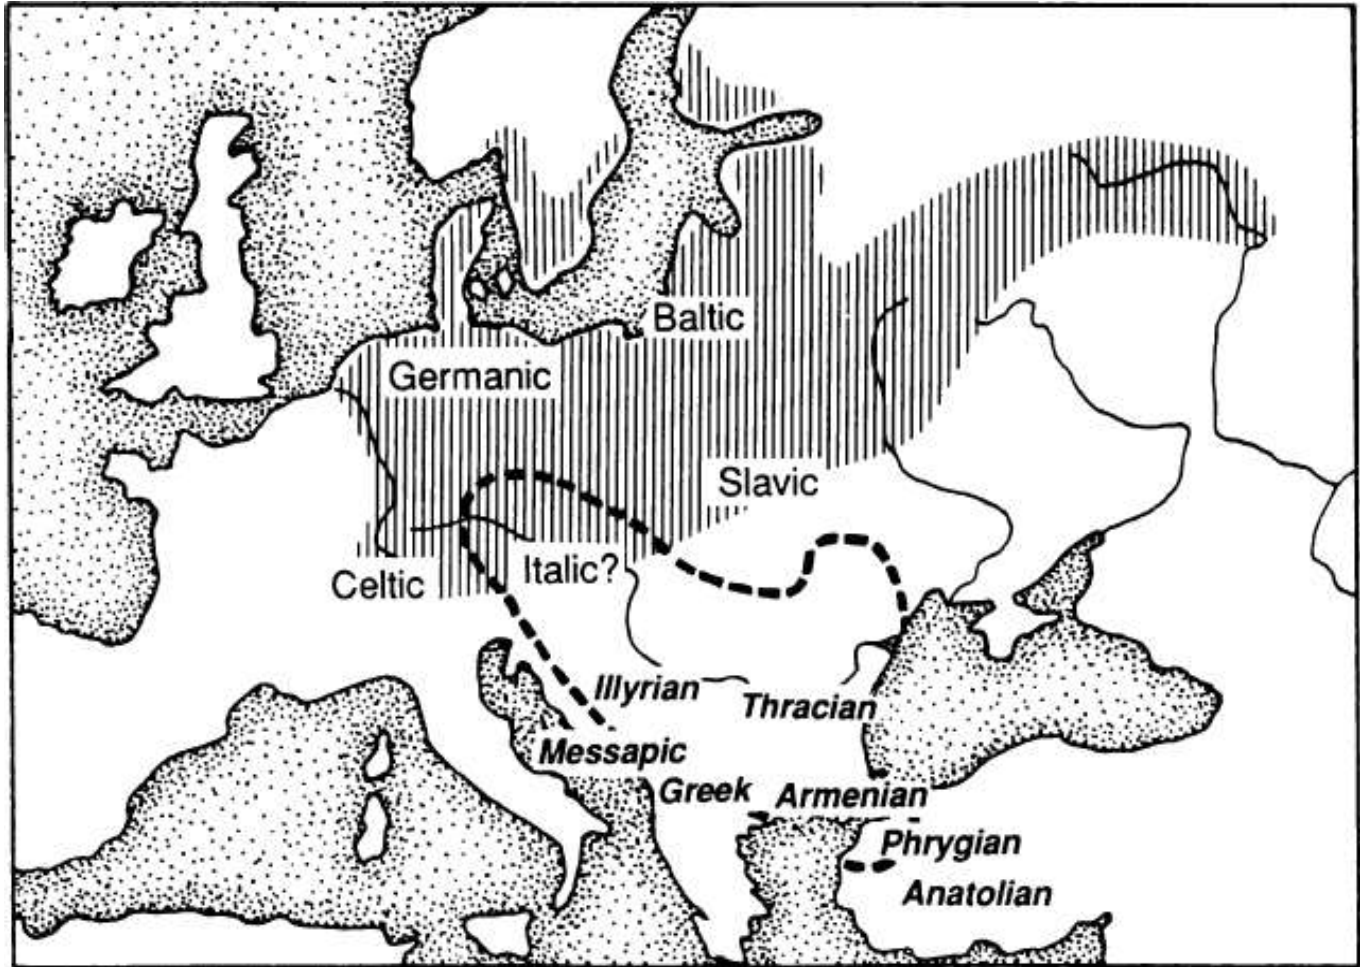 Baltic
Germanic
Slavic
Italic?
Celtic
Illyrian
Thracian
Messapic
Greek
Armenian
Phrygian
Anatolian